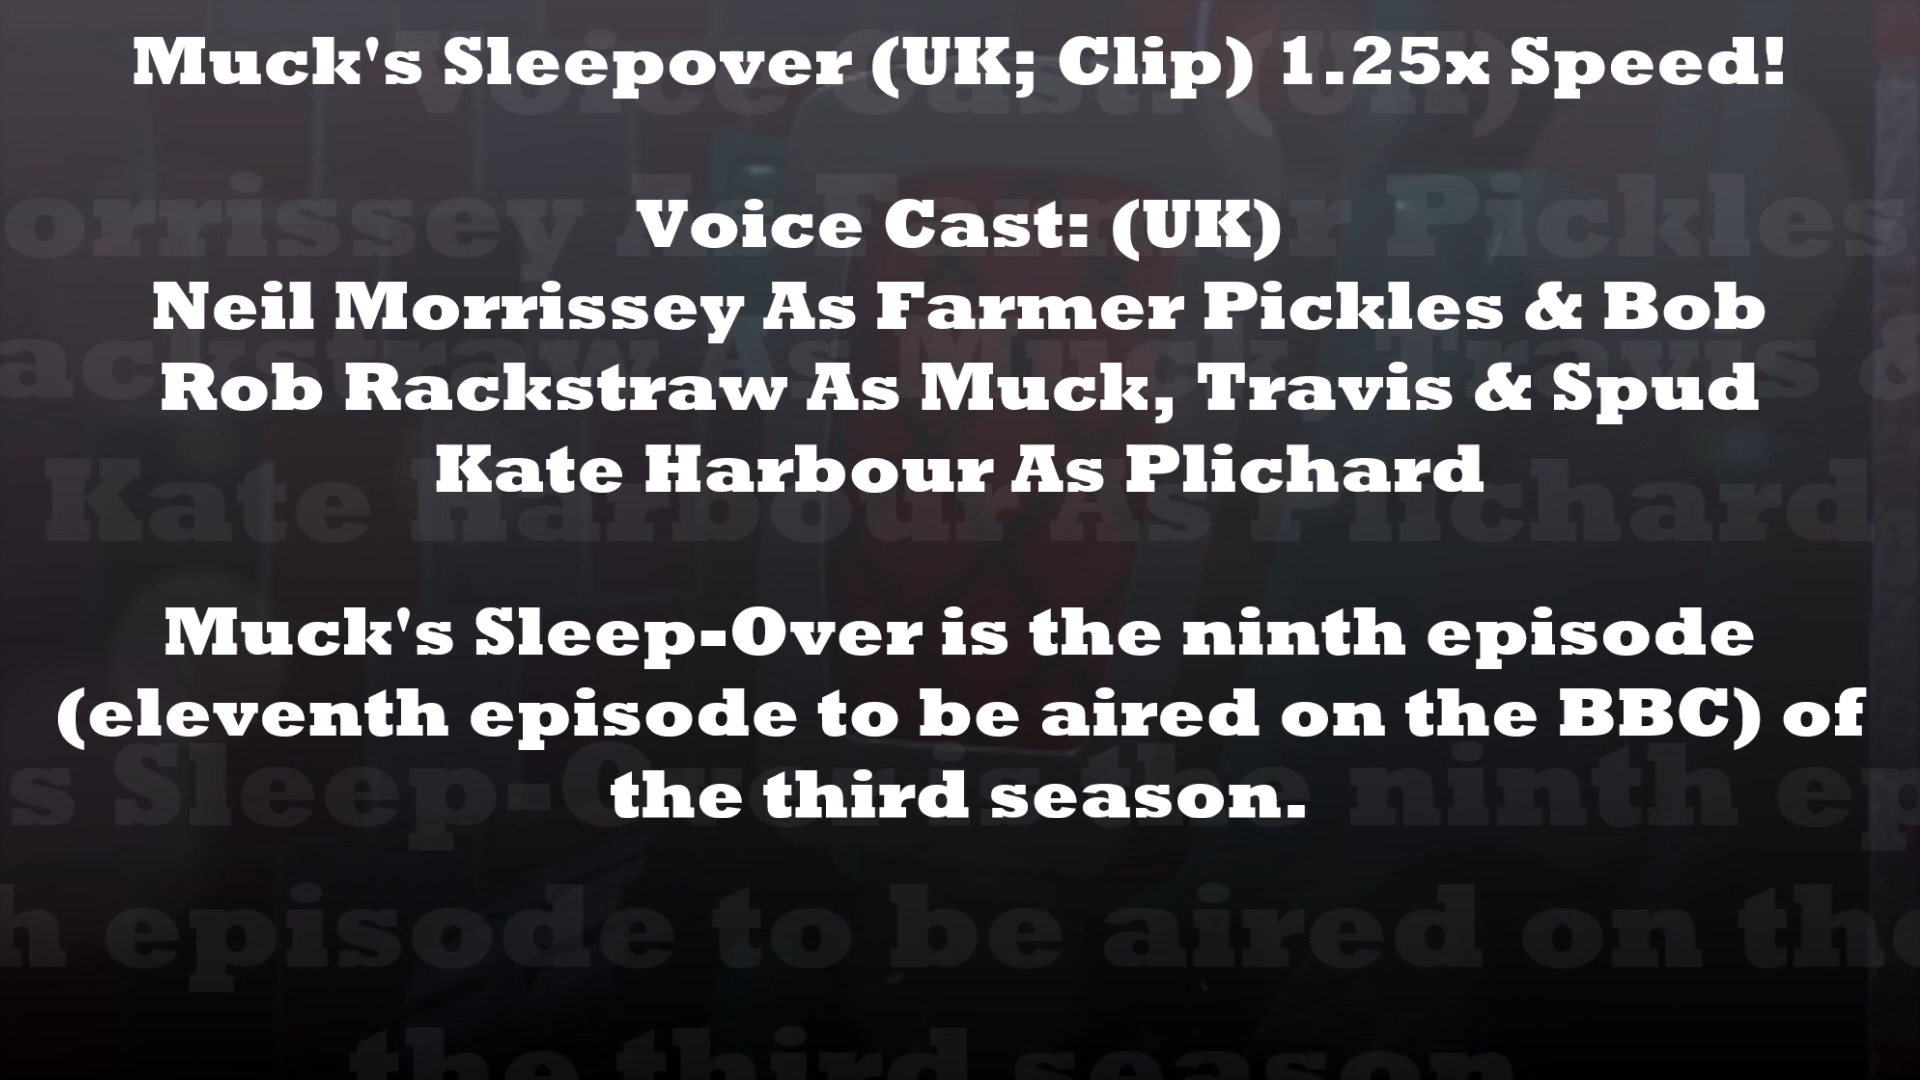 Muck's Sleepover (UK; Clip) 1.25x Speed!
Voice Cast: (UK)
Neil Morrissey As Farmer Pickles & Bob
Rob Rackstraw As Muck, Travis & Spud
Kate Harbour As Plichard
Muck's Sleep-Over is the ninth episode
(eleventh episode to be aired on the BBC) of
the third season.